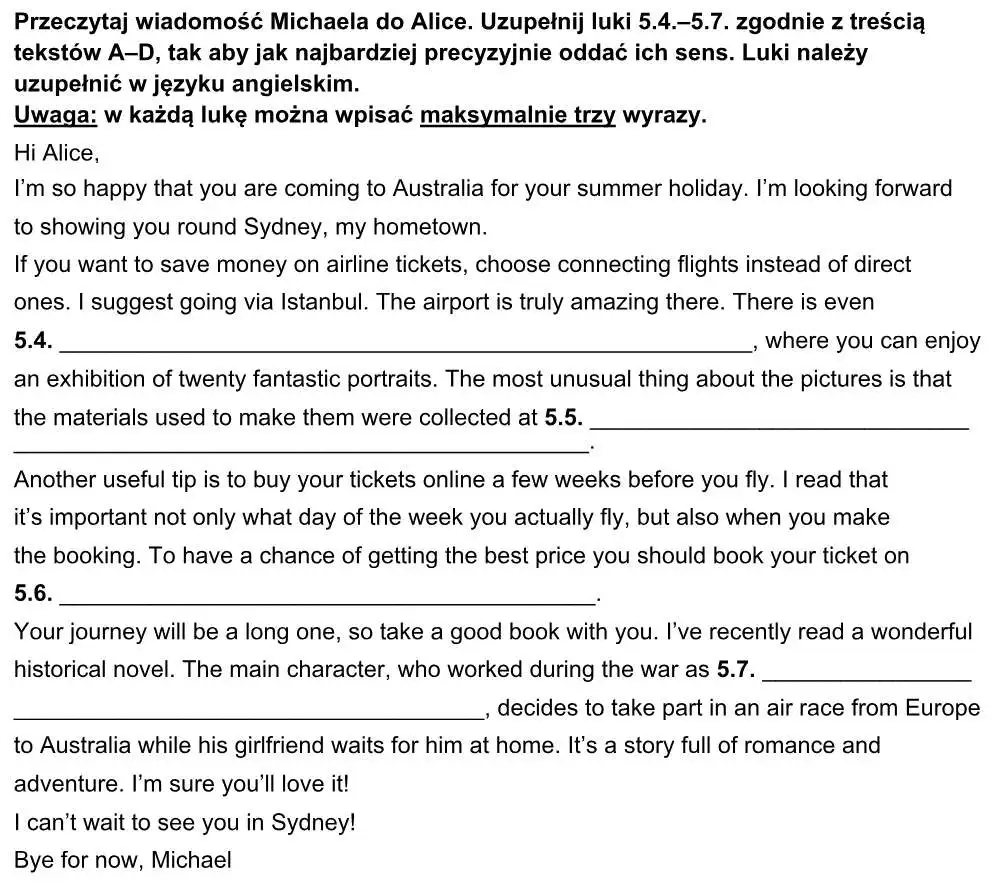 Przeczytaj wiadomość Michaela do Alice. Uzupełnij luki 5.4.–5.7. zgodnie z treścią
tekstów A–D, tak aby jak najbardziej precyzyjnie oddać ich sens. Luki należy
uzupełnić w języku angielskim.
Uwaga: w każdą lukę można wpisać maksymalnie trzy wyrazy.
Hi Alice,
I’m so happy that you are coming to Australia for your summer holiday. I’m looking forward
to showing you round Sydney, my hometown.
If you want to save money on airline tickets, choose connecting flights instead of direct
ones. I suggest going via Istanbul. The airport is truly amazing there. There is even
5.4. ____________________, where you can enjoy
an exhibition of twenty fantastic portraits. The most unusual thing about the pictures is that
the materials used to make them were collected at 5.5. ____________________
____________________.
Another useful tip is to buy your tickets online a few weeks before you fly. I read that
it’s important not only what day of the week you actually fly, but also when you make
the booking. To have a chance of getting the best price you should book your ticket on
5.6. ____________________.
Your journey will be a long one, so take a good book with you. I’ve recently read a wonderful
historical novel. The main character, who worked during the war as 5.7. ____________________
____________________, decides to take part in an air race from Europe
to Australia while his girlfriend waits for him at home. It’s a story full of romance and
adventure. I’m sure you’ll love it!
I can’t wait to see you in Sydney!
Bye for now, Michael